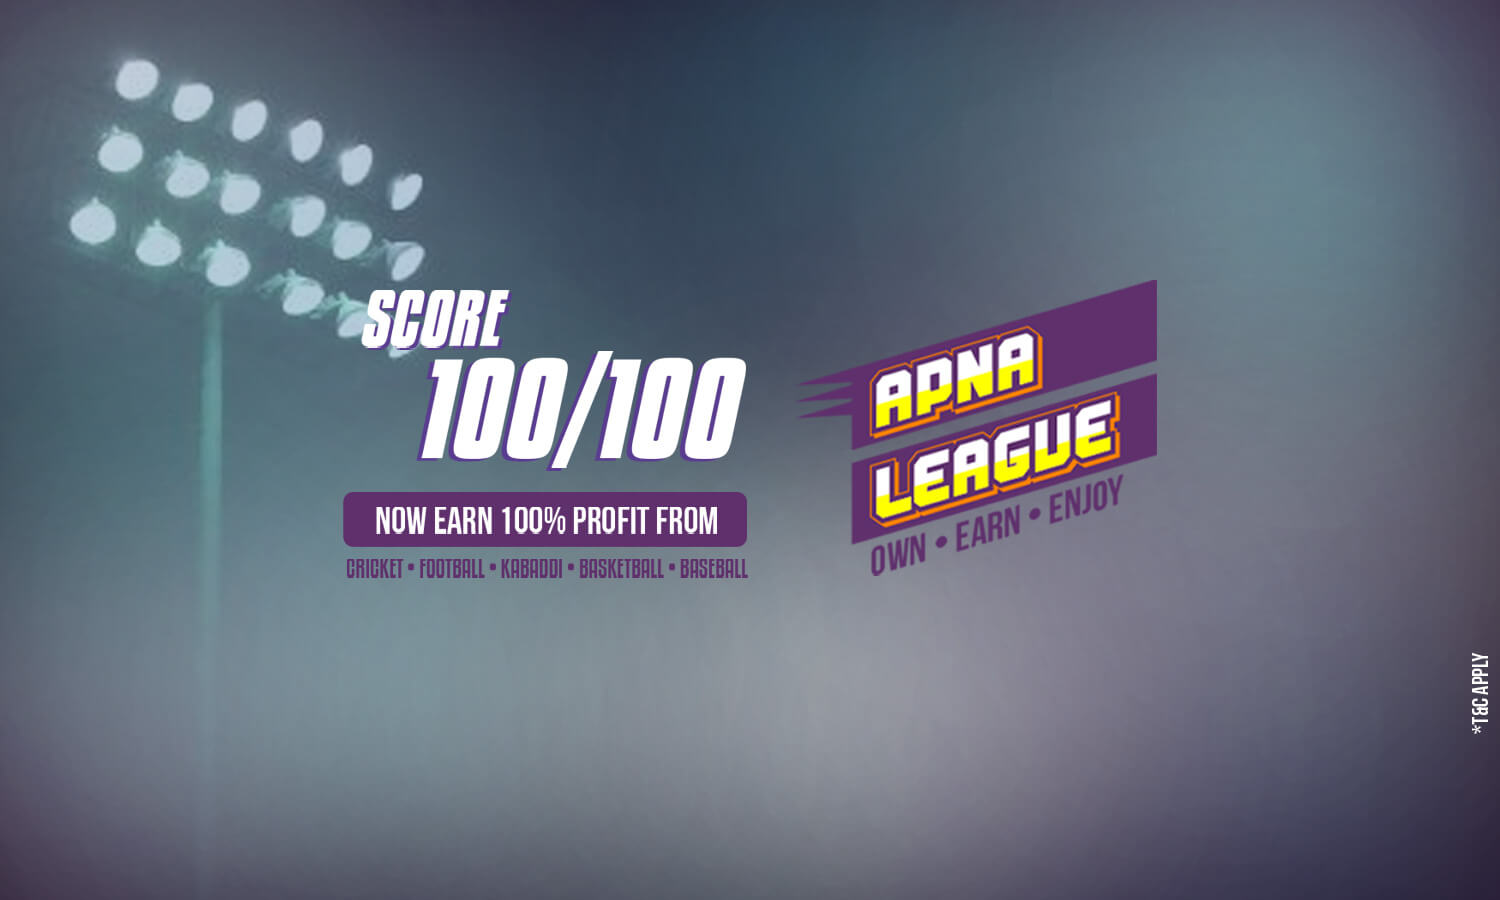 SCORE
100/100
NOW EARN 100% PROFIT FROM
CRICKET • FOOTBALL • KABADDI • BASKETBALL • BASEBALL
APNA
LEAGUE
OWN • EARN • ENJOY
*T&C APPLY